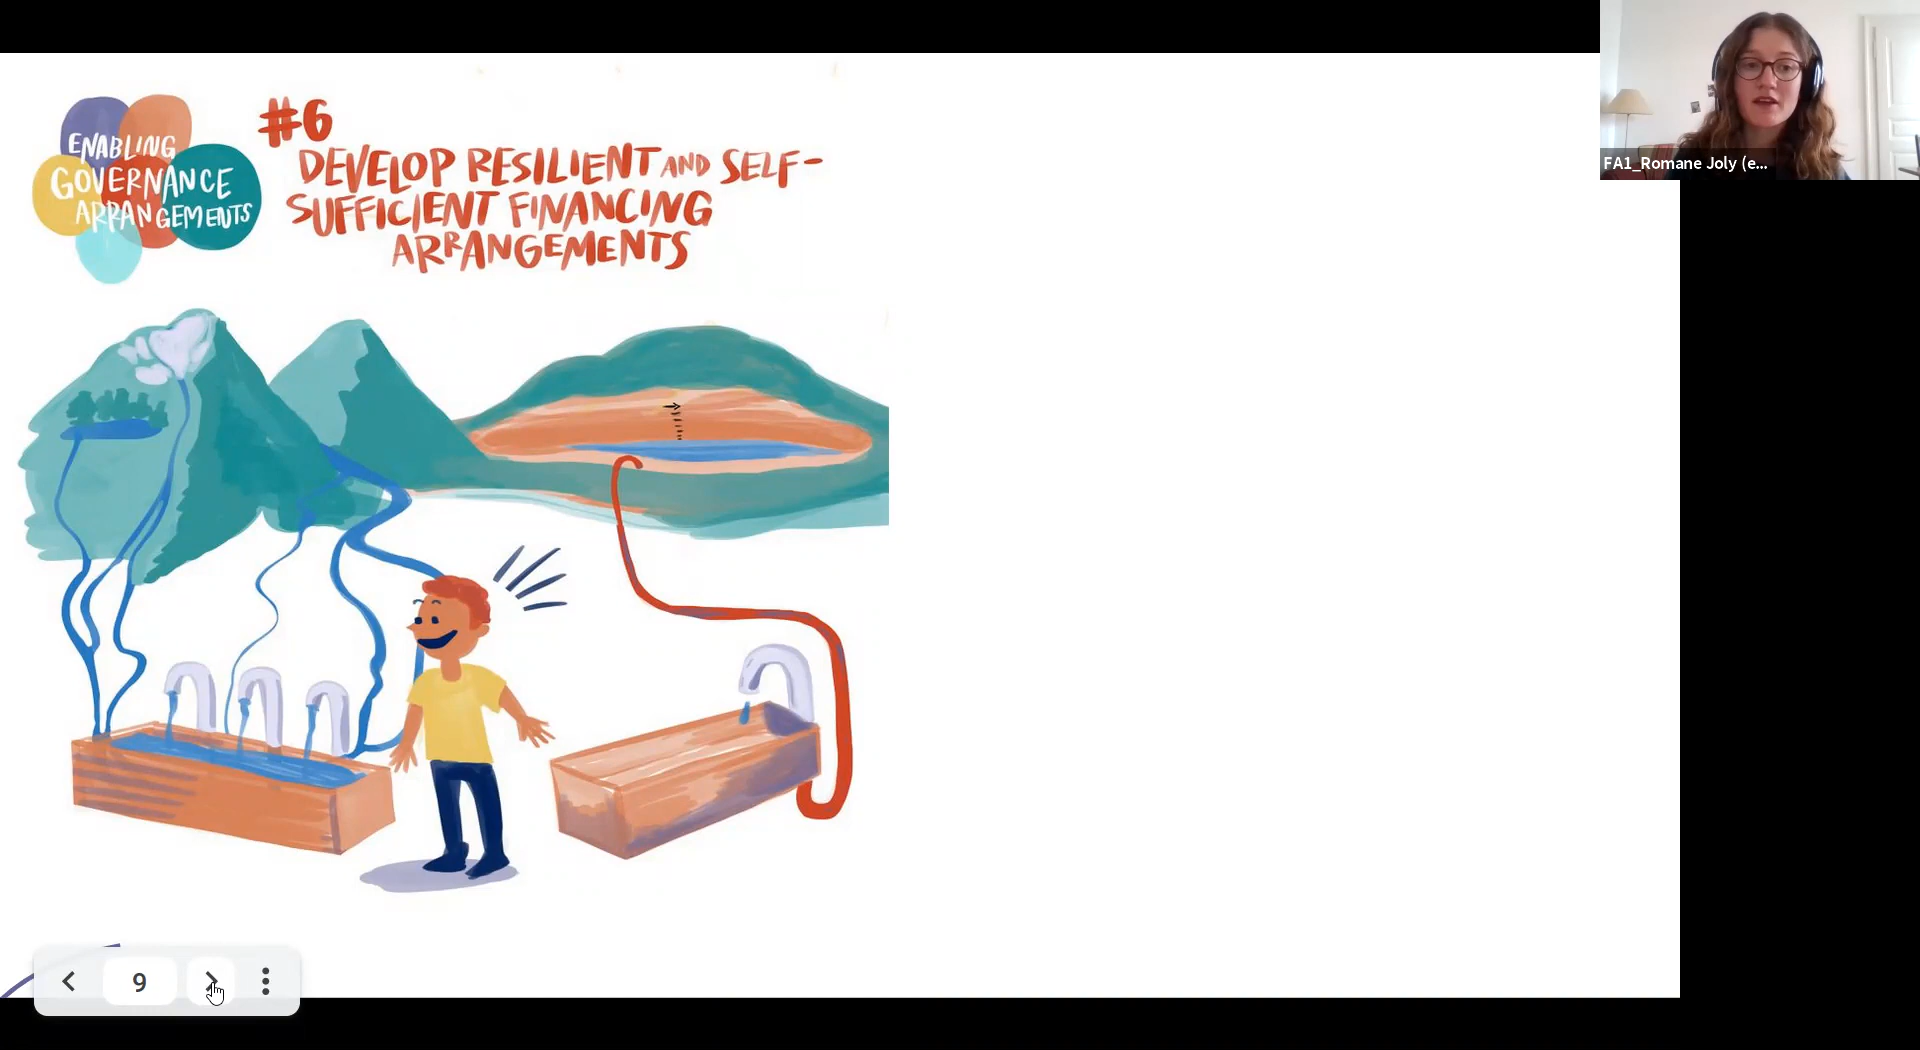 ENABLING
GOVERNANCE
ARRANGEMENTS
#6
DEVELOP RESILIENT AND SELF-
SUFFICIENT FINANCING
ARRANGEMENTS
FA1_Romane Joly (e...
9